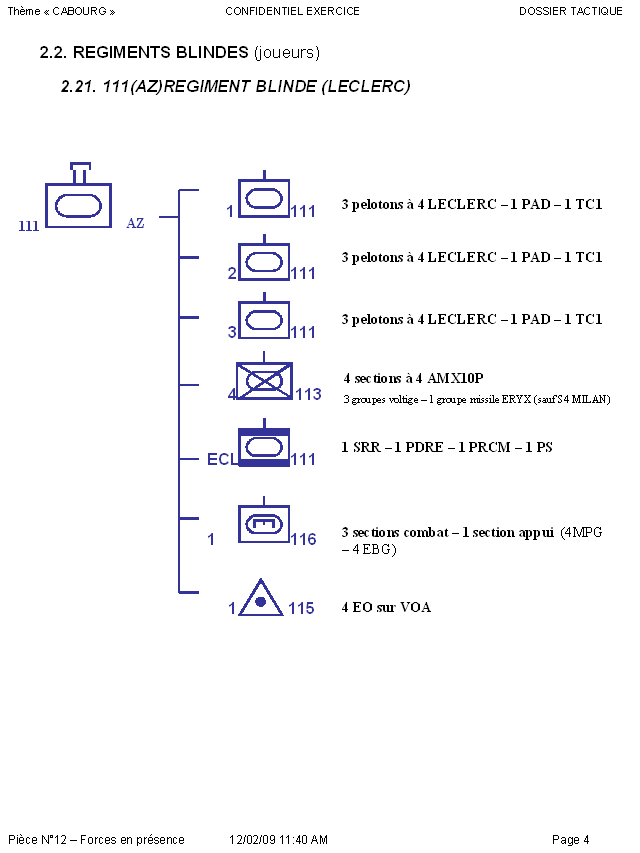 Thème « CABOURG » CONFIDENTIEL EXERCICE DOSSIER TACTIQUE
2.2. REGIMENTS BLINDES (joueurs)
2.21. 111(AZ)REGIMENT BLINDE (LECLERC)
111 AZ
1 111 3 pelotons à 4 LECLERC – 1 PAD – 1 TC1
2 111 3 pelotons à 4 LECLERC – 1 PAD – 1 TC1
3 111 3 pelotons à 4 LECLERC – 1 PAD – 1 TC1
4 113 4 sections à 4 AMX10P
3 groupes voltige – 1 groupe missile ERYX (sauf S4 MILAN)
ECL 111 1 SRR – 1 PDRE – 1 PRCM – 1 PS
1 116 3 sections combat – 1 section appui (4MPG
– 4 EBG)
1 115 4 EO sur VOA
Pièce N°12 – Forces en présence 12/02/09 11:40 AM Page 4